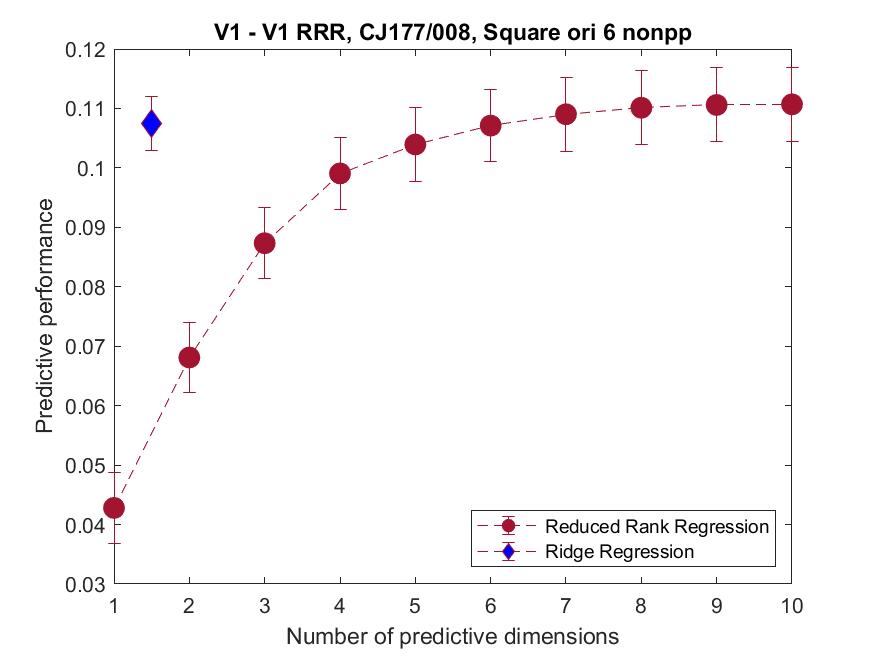 V1 - V1 RRR, CJ177/008, Square ori 6 nonpp
0.12
0.11
0.1
0.09
0.08
0.07
0.06
0.05
0.04
0.03
Predictive performance
Reduced Rank Regression
Ridge Regression
1 2 3 4 5 6 7 8 9 10
Number of predictive dimensions